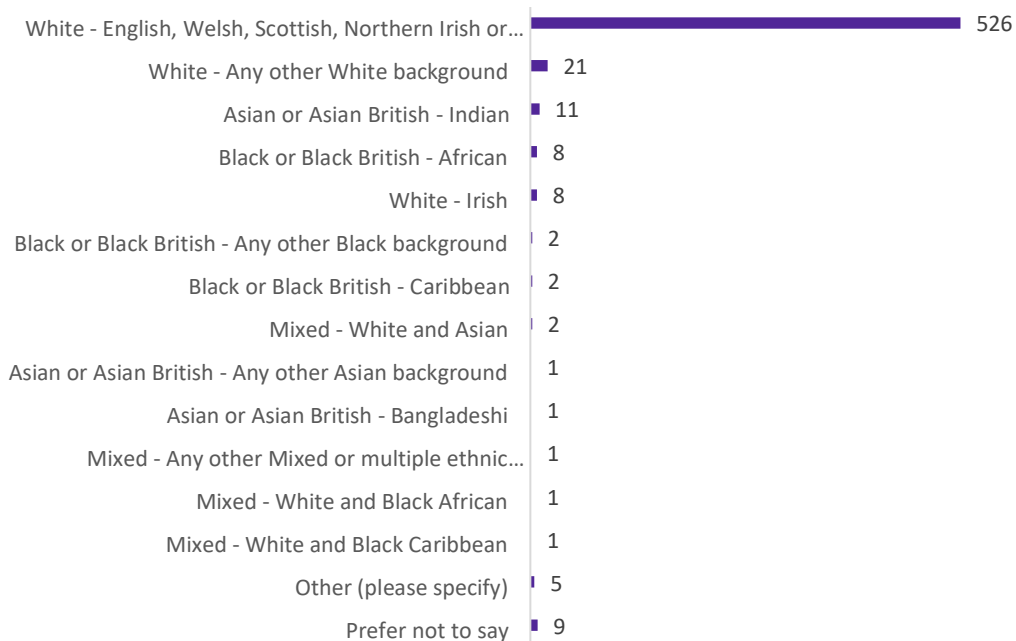 White - English, Welsh, Scottish, Northern Irish or... 526
White - Any other White background 21
Asian or Asian British - Indian 11
Black or Black British - African 8
White - Irish 8
Black or Black British - Any other Black background 2
Black or Black British - Caribbean 2
Mixed - White and Asian 2
Asian or Asian British - Any other Asian background 1
Asian or Asian British - Bangladeshi 1
Mixed - Any other Mixed or multiple ethnic... 1
Mixed - White and Black African 1
Mixed - White and Black Caribbean 1
Other (please specify) 5
Prefer not to say 9